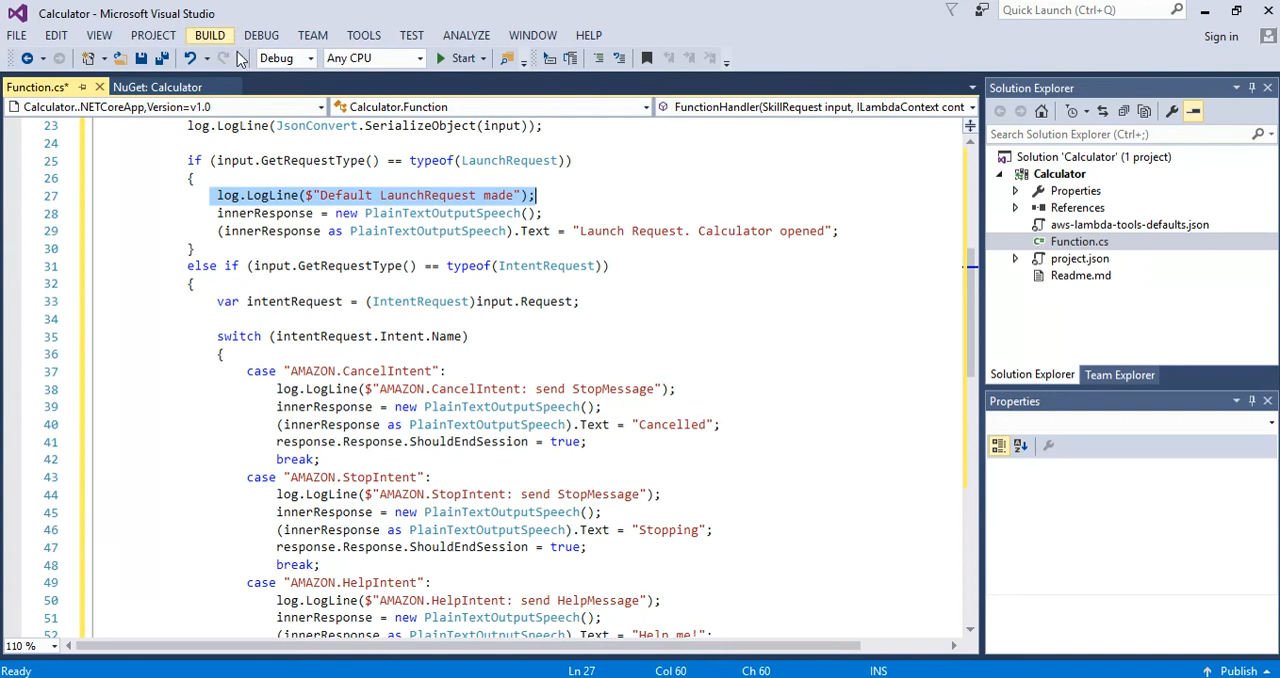 Calculator - Microsoft Visual Studio
Quick Launch (Ctrl+Q)
FILE EDIT VIEW PROJECT BUILD DEBUG TEAM TOOLS TEST ANALYZE WINDOW HELP
Sign in
Debug Any CPU Start
Function.cs* NuGet: Calculator
Calculator..NETCoreApp,Version=v1.0 Calculator.Function FunctionHandler(SkillRequest input, ILambdaContext cont
23 log.LogLine(JsonConvert.SerializeObject(input));
24
25 if (input.GetRequestType() == typeof(LaunchRequest))
26 {
27 log.LogLine($"Default LaunchRequest made");
28 innerResponse = new PlainTextOutputSpeech();
29 (innerResponse as PlainTextOutputSpeech).Text = "Launch Request. Calculator opened";
30 }
31 else if (input.GetRequestType() == typeof(IntentRequest))
32 {
33 var intentRequest = (IntentRequest)input.Request;
34
35 switch (intentRequest.Intent.Name)
36 {
37 case "AMAZON.CancelIntent":
38 log.LogLine($"AMAZON.CancelIntent: send StopMessage");
39 innerResponse = new PlainTextOutputSpeech();
40 (innerResponse as PlainTextOutputSpeech).Text = "Cancelled";
41 response.Response.ShouldEndSession = true;
42 break;
43 case "AMAZON.StopIntent":
44 log.LogLine($"AMAZON.StopIntent: send StopMessage");
45 innerResponse = new PlainTextOutputSpeech();
46 (innerResponse as PlainTextOutputSpeech).Text = "Stopping";
47 response.Response.ShouldEndSession = true;
48 break;
49 case "AMAZON.HelpIntent":
50 log.LogLine($"AMAZON.HelpIntent: send HelpMessage");
51 innerResponse = new PlainTextOutputSpeech();
52 (innerResponse as PlainTextOutputSpeech).Text = "Help me!";
110 %
Solution Explorer
Search Solution Explorer (Ctrl+;)
Solution 'Calculator' (1 project)
Calculator
Properties
References
aws-lambda-tools-defaults.json
Function.cs
project.json
Readme.md
Solution Explorer Team Explorer
Properties
Ready Ln 27 Col 60 Ch 60 INS Publish